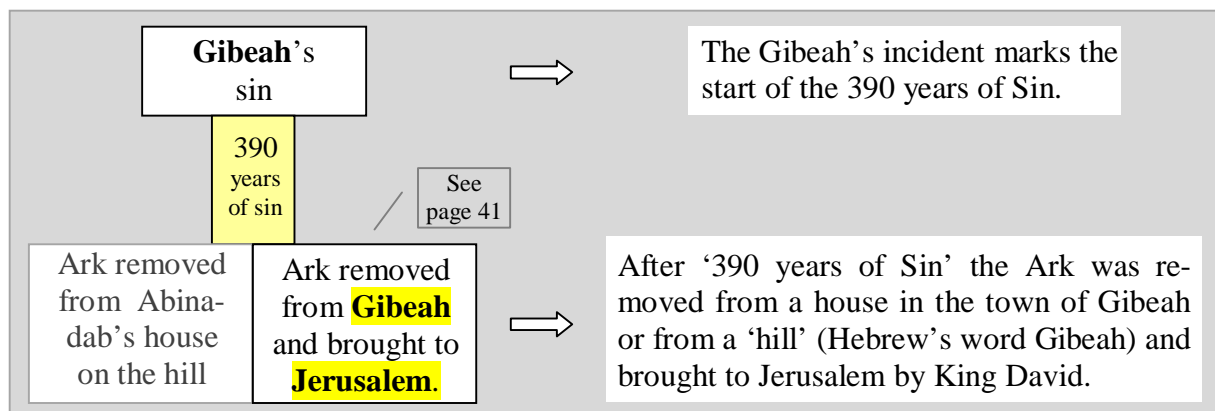 Gibeah's
sin
The Gibeah's incident marks the
start of the 390 years of Sin.
390
years
of sin
See
page 41
Ark removed
from Abina-
dab's house
on the hill
Ark removed
from Gibeah
and brought to
Jerusalem.
After ‘390 years of Sin’ the Ark was re-
moved from a house in the town of Gibeah
or from a ‘hill’ (Hebrew's word Gibeah) and
brought to Jerusalem by King David.